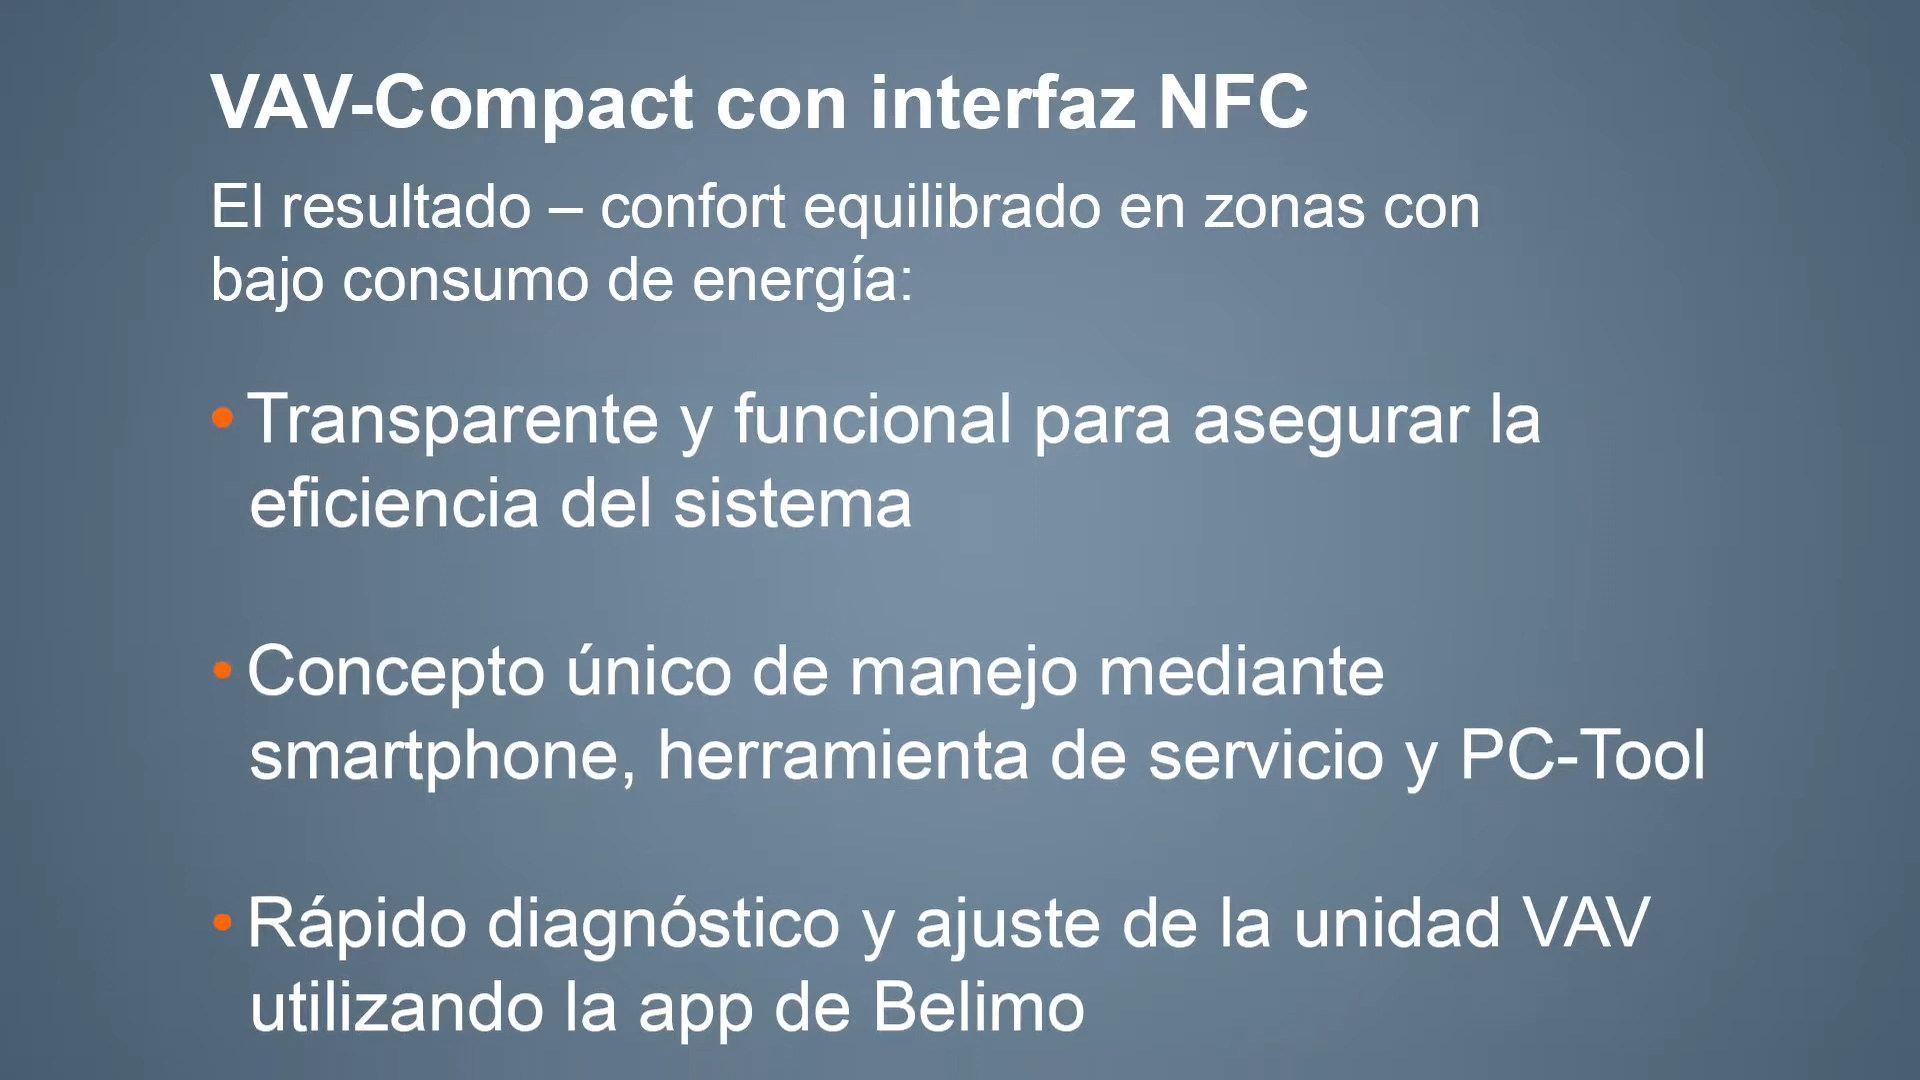 VAV-Compact con interfaz NFC
El resultado – confort equilibrado en zonas con
bajo consumo de energía:
• Transparente y funcional para asegurar la
eficiencia del sistema
• Concepto único de manejo mediante
smartphone, herramienta de servicio y PC-Tool
• Rápido diagnóstico y ajuste de la unidad VAV
utilizando la app de Belimo